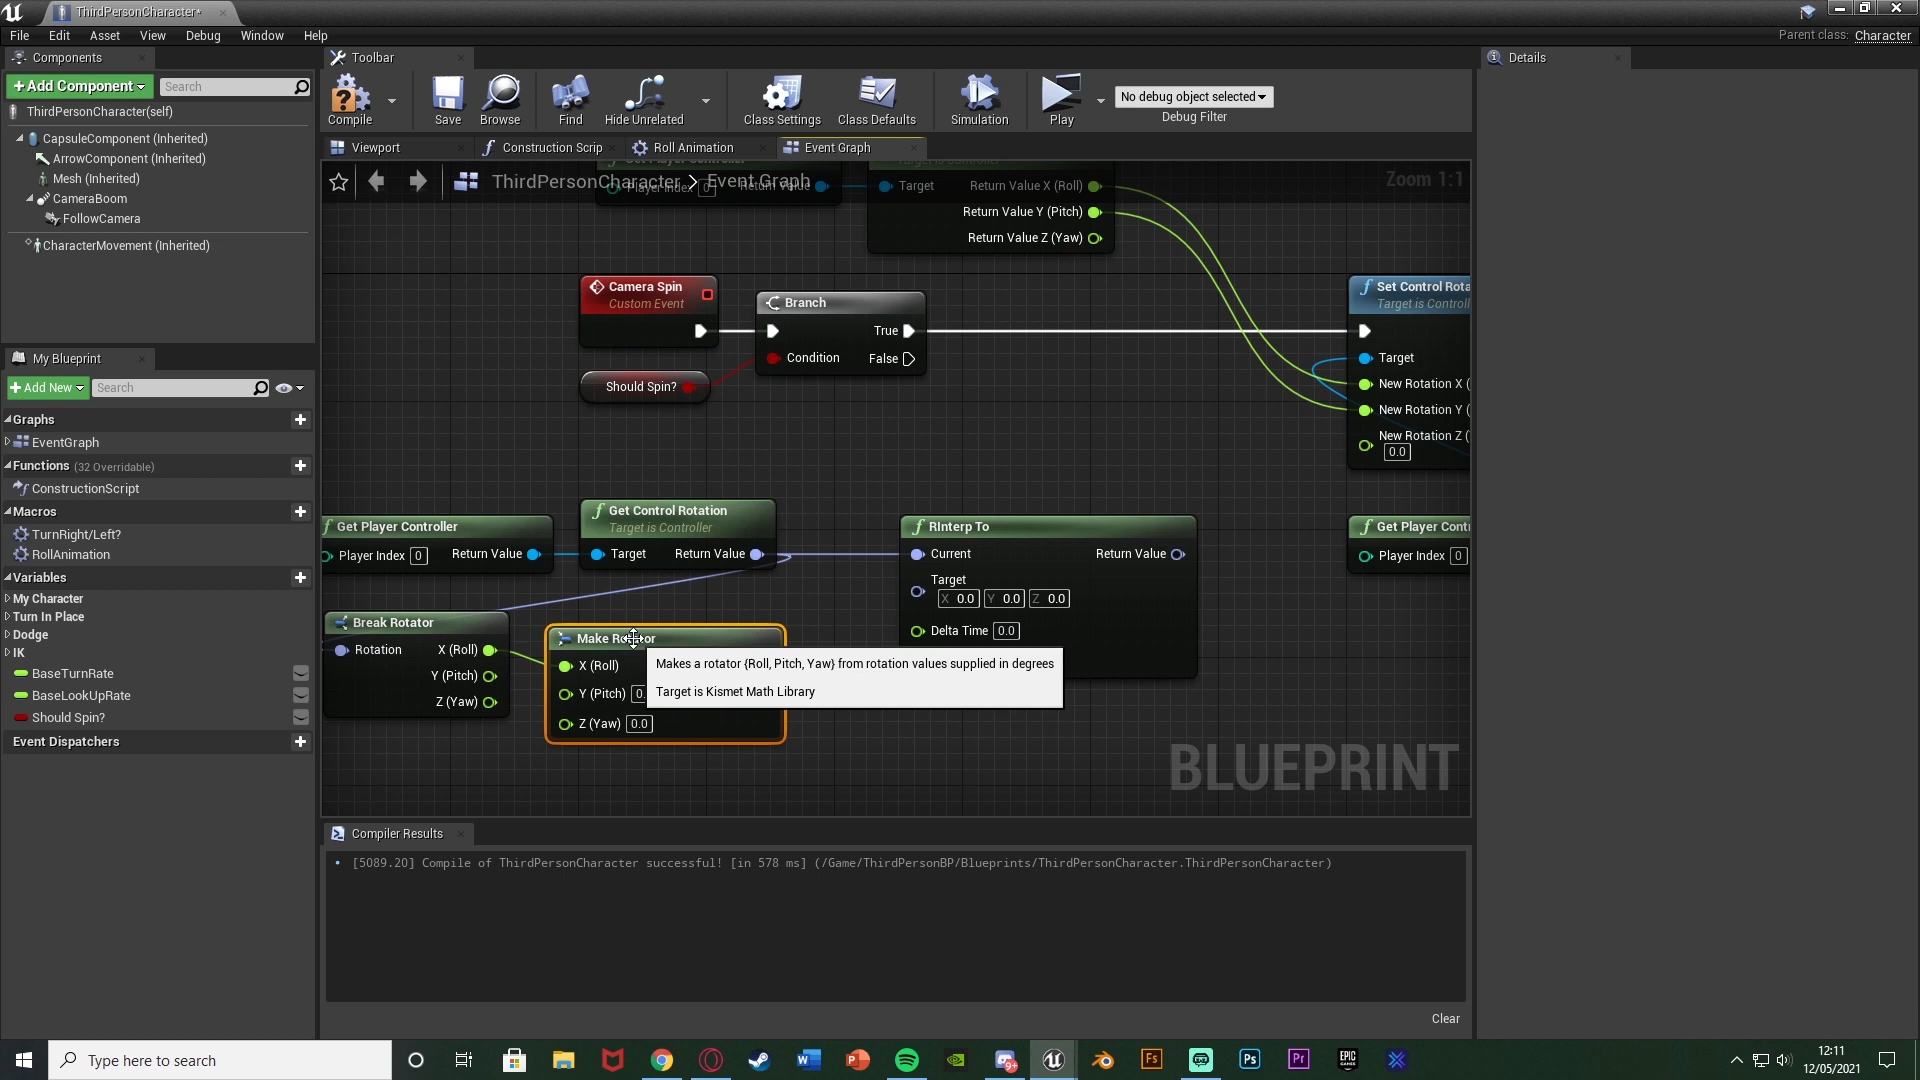 ThirdPersonCharacter*
File Edit Asset View Debug Window Help
Parent class: Character
Components
Toolbar
Details
+ Add Component
Search
ThirdPersonCharacter(self)
CapsuleComponent (Inherited)
ArrowComponent (Inherited)
Mesh (Inherited)
CameraBoom
FollowCamera
CharacterMovement (Inherited)
Compile
Save
Browse
Find
Hide Unrelated
Class Settings
Class Defaults
Simulation
Play
No debug object selected
Debug Filter
Viewport
Construction Scrip
Roll Animation
Event Graph
ThirdPersonCharacter > Event Graph
Zoom 1:1
Player Index 0
Return Value
Target
Return Value X (Roll)
Return Value Y (Pitch)
Return Value Z (Yaw)
Camera Spin
Custom Event
Branch
True
Condition
False
Should Spin?
Set Control Rota
Target is Controll
Target
New Rotation X (
New Rotation Y (
New Rotation Z (
0.0
My Blueprint
+ Add New
Search
Graphs
EventGraph
Functions (32 Overridable)
ConstructionScript
Macros
TurnRight/Left?
RollAnimation
Variables
My Character
Turn In Place
Dodge
IK
BaseTurnRate
BaseLookUpRate
Should Spin?
Event Dispatchers
Get Player Controller
Player Index 0
Return Value
Get Control Rotation
Target is Controller
Target
Return Value
RInterp To
Current
Return Value
Target
X 0.0 Y 0.0 Z 0.0
Delta Time 0.0
Get Player Contr
Player Index 0
Break Rotator
Rotation
X (Roll)
Y (Pitch)
Z (Yaw)
Make Rotator
X (Roll)
Y (Pitch) 0.
Z (Yaw) 0.0
Makes a rotator {Roll, Pitch, Yaw} from rotation values supplied in degrees
Target is Kismet Math Library
BLUEPRINT
Compiler Results
[5089.20] Compile of ThirdPersonCharacter successful! [in 578 ms] (/Game/ThirdPersonBP/Blueprints/ThirdPersonCharacter.ThirdPersonCharacter)
Clear
Type here to search
12:11
12/05/2021